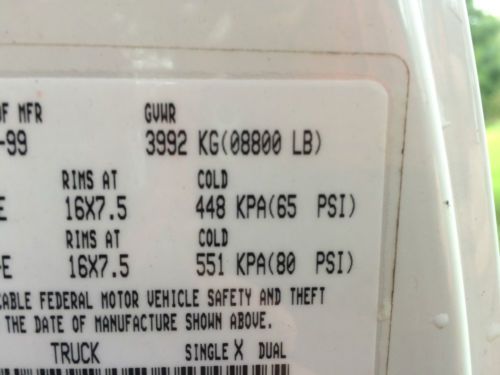 OF MFR GVWR
-99 3992 KG(08800 LB)
RIMS AT COLD
E 16X7.5 448 KPA(65 PSI)
RIMS AT COLD
E 16X7.5 551 KPA(80 PSI)
CABLE FEDERAL MOTOR VEHICLE SAFETY AND THEFT
THE DATE OF MANUFACTURE SHOWN ABOVE.
TRUCK SINGLE X DUAL